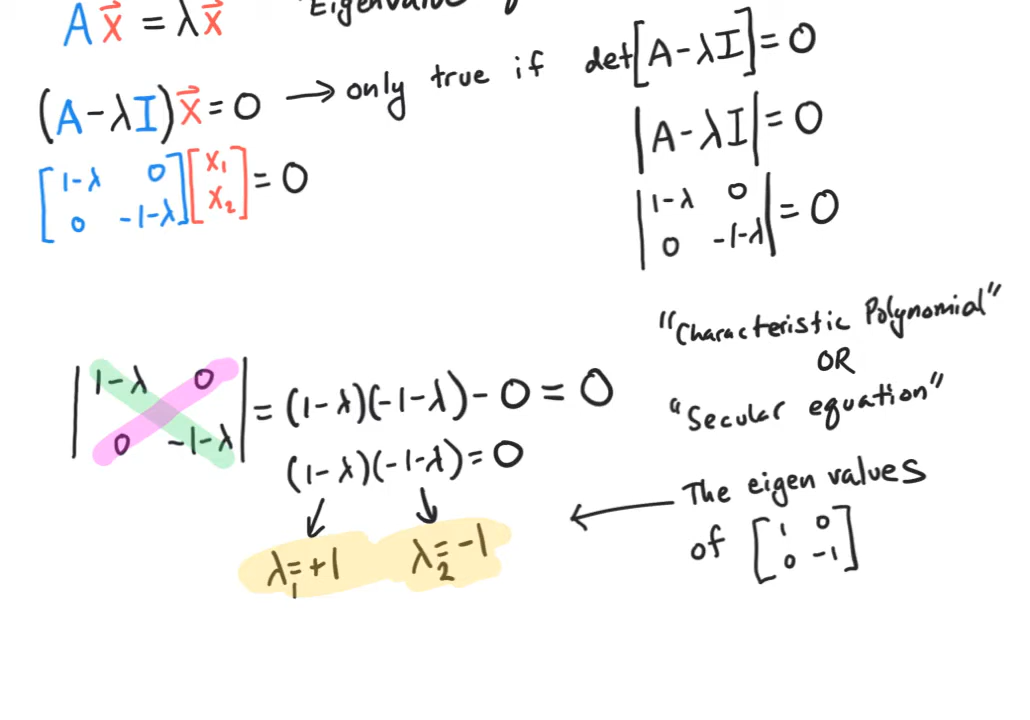 A x⃗ = λ x⃗ "Eigenvalue
(A-λI) x⃗ = 0 → only true if det[A-λI] = 0
|A-λI| = 0
[1-λ 0
0 -1-λ] [x₁
x₂] = 0
|1-λ 0
0 -1-λ| = 0
"Characteristic Polynomial"
OR
"Secular equation"
|1-λ 0
0 -1-λ| = (1-λ)(-1-λ) - 0 = 0
(1-λ)(-1-λ) = 0
λ₁ = +1 λ₂ = -1
← The eigen values
of [1 0
0 -1]